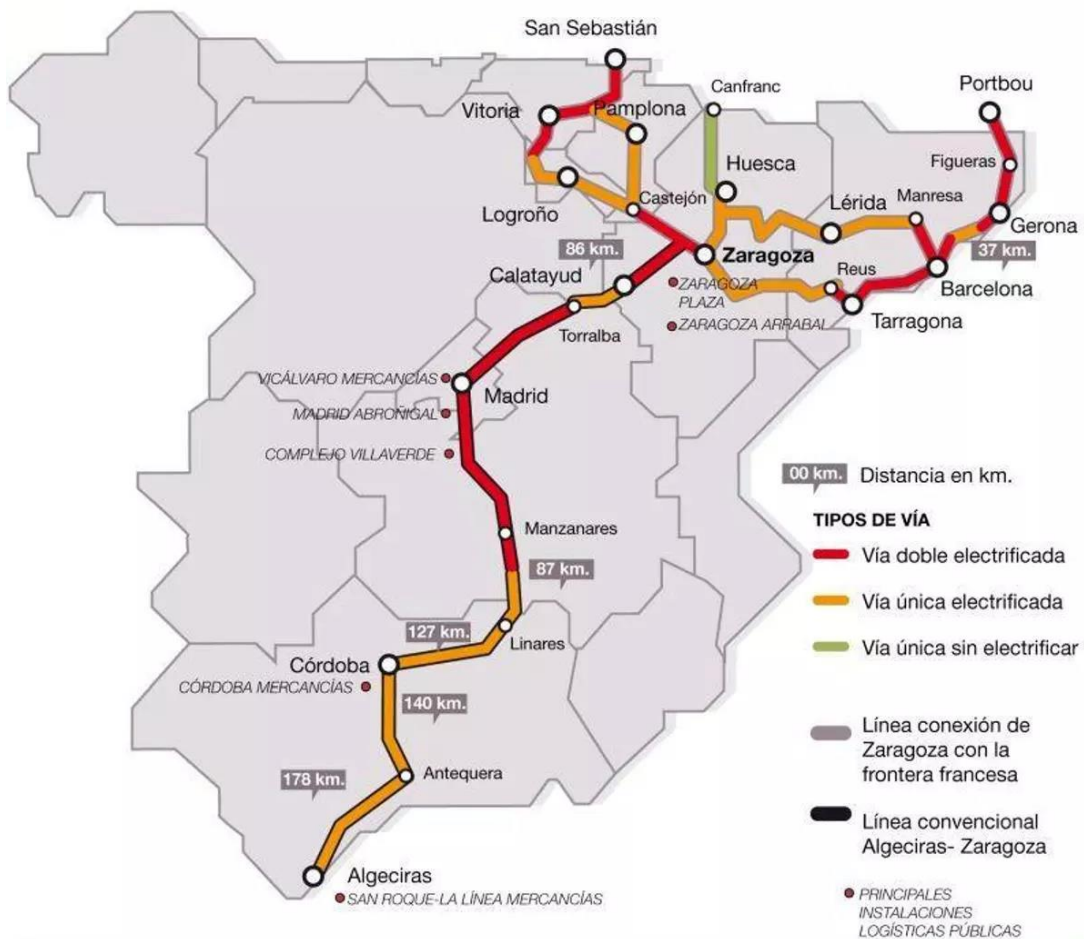 San Sebastián
Canfranc
Portbou
Vitoria
Pamplona
Huesca
Figueras
Castejón
Lérida
Manresa
Logroño
Gerona
86 km.
Zaragoza
37 km.
Calatayud
Reus
ZARAGOZA
PLAZA
Barcelona
Torralba
ZARAGOZA ARRABAL
Tarragona
VICÁLVARO MERCANCÍAS
Madrid
MADRID ABROÑIGAL
COMPLEJO VILLAVERDE
00 km.
Distancia en km.
TIPOS DE VÍA
Manzanares
Vía doble electrificada
87 km.
Vía única electrificada
127 km.
Linares
Vía única sin electrificar
Córdoba
CÓRDOBA MERCANCÍAS
140 km.
Línea conexión de
Zaragoza con la
frontera francesa
178 km.
Antequera
Línea convencional
Algeciras- Zaragoza
Algeciras
SAN ROQUE-LA LÍNEA MERCANCÍAS
PRINCIPALES
INSTALACIONES
LOGÍSTICAS PÚBLICAS